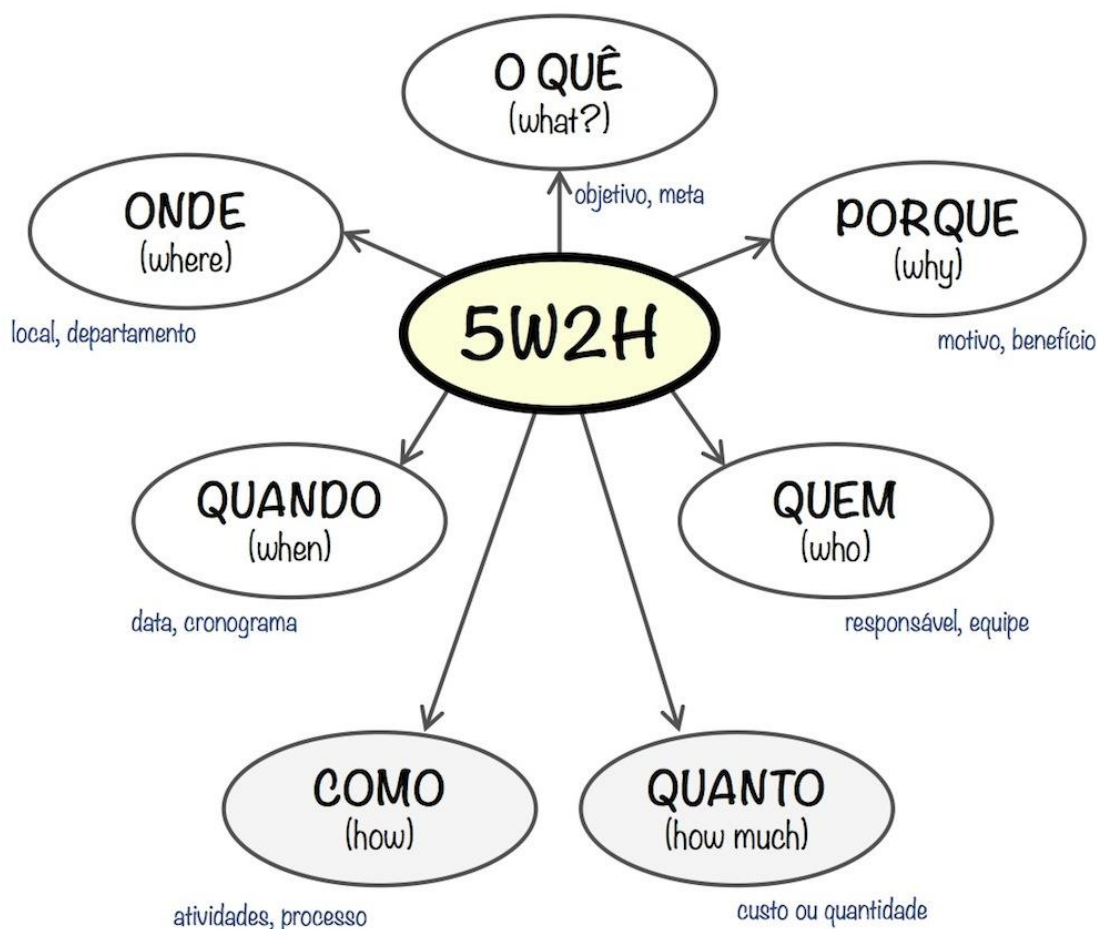 O QUÊ
(what?)
objetivo, meta
ONDE
(where)
local, departamento
PORQUE
(why)
motivo, benefício
5W2H
QUANDO
(when)
data, cronograma
QUEM
(who)
responsável, equipe
COMO
(how)
atividades, processo
QUANTO
(how much)
custo ou quantidade